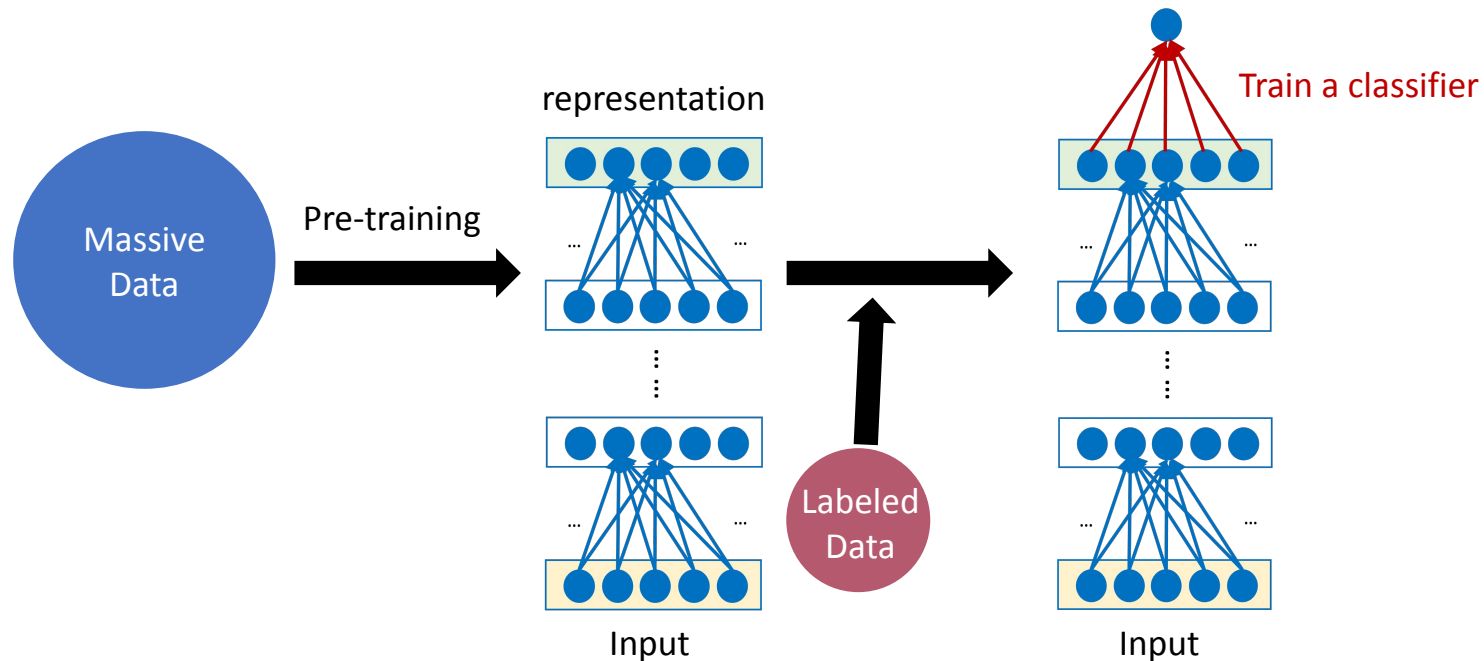 Massive
Data
Pre-training
representation
...
...
...
...
Input
Labeled
Data
Train a classifier
...
...
...
...
Input